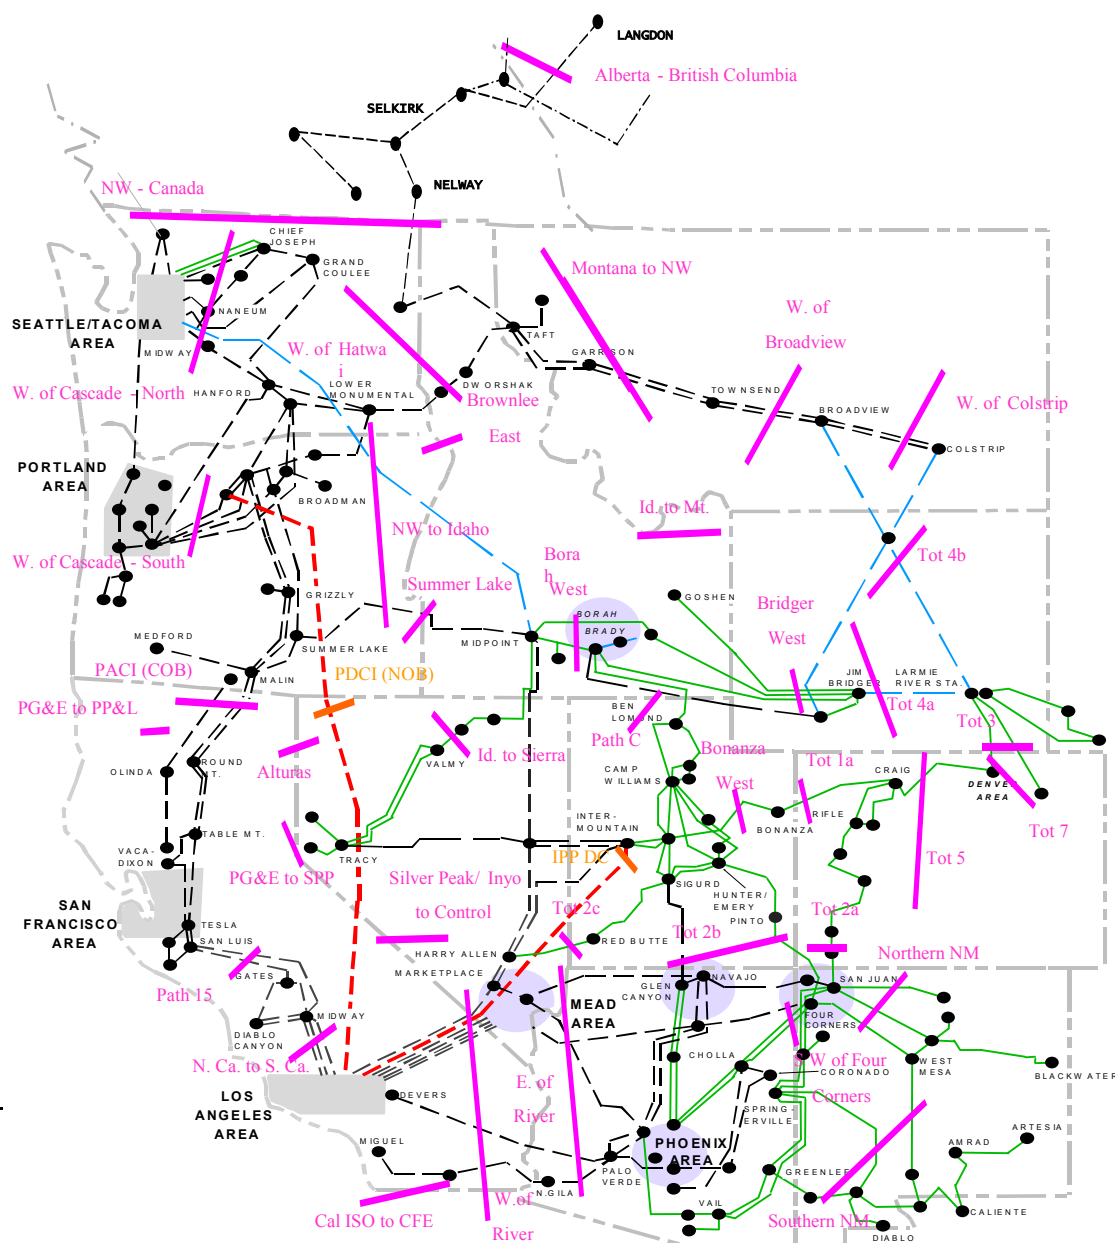 LANGDON
Alberta - British Columbia
SELKIRK
NELWAY
NW - Canada
CHIEF
JOSEPH
GRAND
COULEE
Montana to NW
NANEUM
SEATTLE/TACOMA
AREA
W. of
Broadview
TAFT
W. of Hatwa
i
MIDWAY
GARRISON
W. of Cascade - North
HANFORD
LOWER
MONUMENTAL
DWORSHAK
Brownlee
TOWNSEND
W. of Colstrip
BROADVIEW
East
COLSTRIP
PORTLAND
AREA
BROADMAN
Id. to Mt.
NW to Idaho
W. of Cascade - South
Bora
h
West
Tot 4b
Summer Lake
GRIZZLY
GOSHEN
Bridger
West
BORAH
BRADY
MEDFORD
SUMMER LAKE
MIDPOINT
PACI (COB)
PDCI (NOB)
MALIN
JIM
BRIDGER
LARMIE
RIVER STA.
PG&E to PP&L
BEN
LOMOND
Tot 4a
Tot 3
Path C
Bonanza
West
Id. to Sierra
VALMY
Alturas
Tot 1a
OLINDA
ROUND
MT.
CAMP
WILLIAMS
CRAIG
DENVER
AREA
RIFLE
BONANZA
Tot 7
TABLE MT.
INTER-
MOUNTAIN
VACA-
DIXON
TRACY
IPP DC
Tot 5
PG&E to SPP
Silver Peak/ Inyo
to Control
SIGURD
HUNTER/
EMERY
PINTO
SAN
FRANCISCO
AREA
TESLA
SAN LUIS
Tot 2c
Tot 2a
RED BUTTE
Tot 2b
HARRY ALLEN
Northern NM
MARKETPLACE
GATES
NAVAJO
SAN JUAN
GLEN
CANYON
Path 15
MEAD
AREA
DIABLO
CANYON
MIDWAY
FOUR
CORNERS
N. Ca. to S. Ca.
CHOLLA
S W of Four
Corners
CORONADO
WEST
MESA
BLACKWATER
E. of
River
LOS
ANGELES
AREA
DEVERS
SPRING-
ERVILLE
MIGUEL
PHOENIX
AREA
AMRAD
ARTESIA
PALO
VERDE
GREENLEE
N.GILA
W.of
River
VAIL
Cal ISO to CFE
Southern NM
CALIENTE
DIABLO